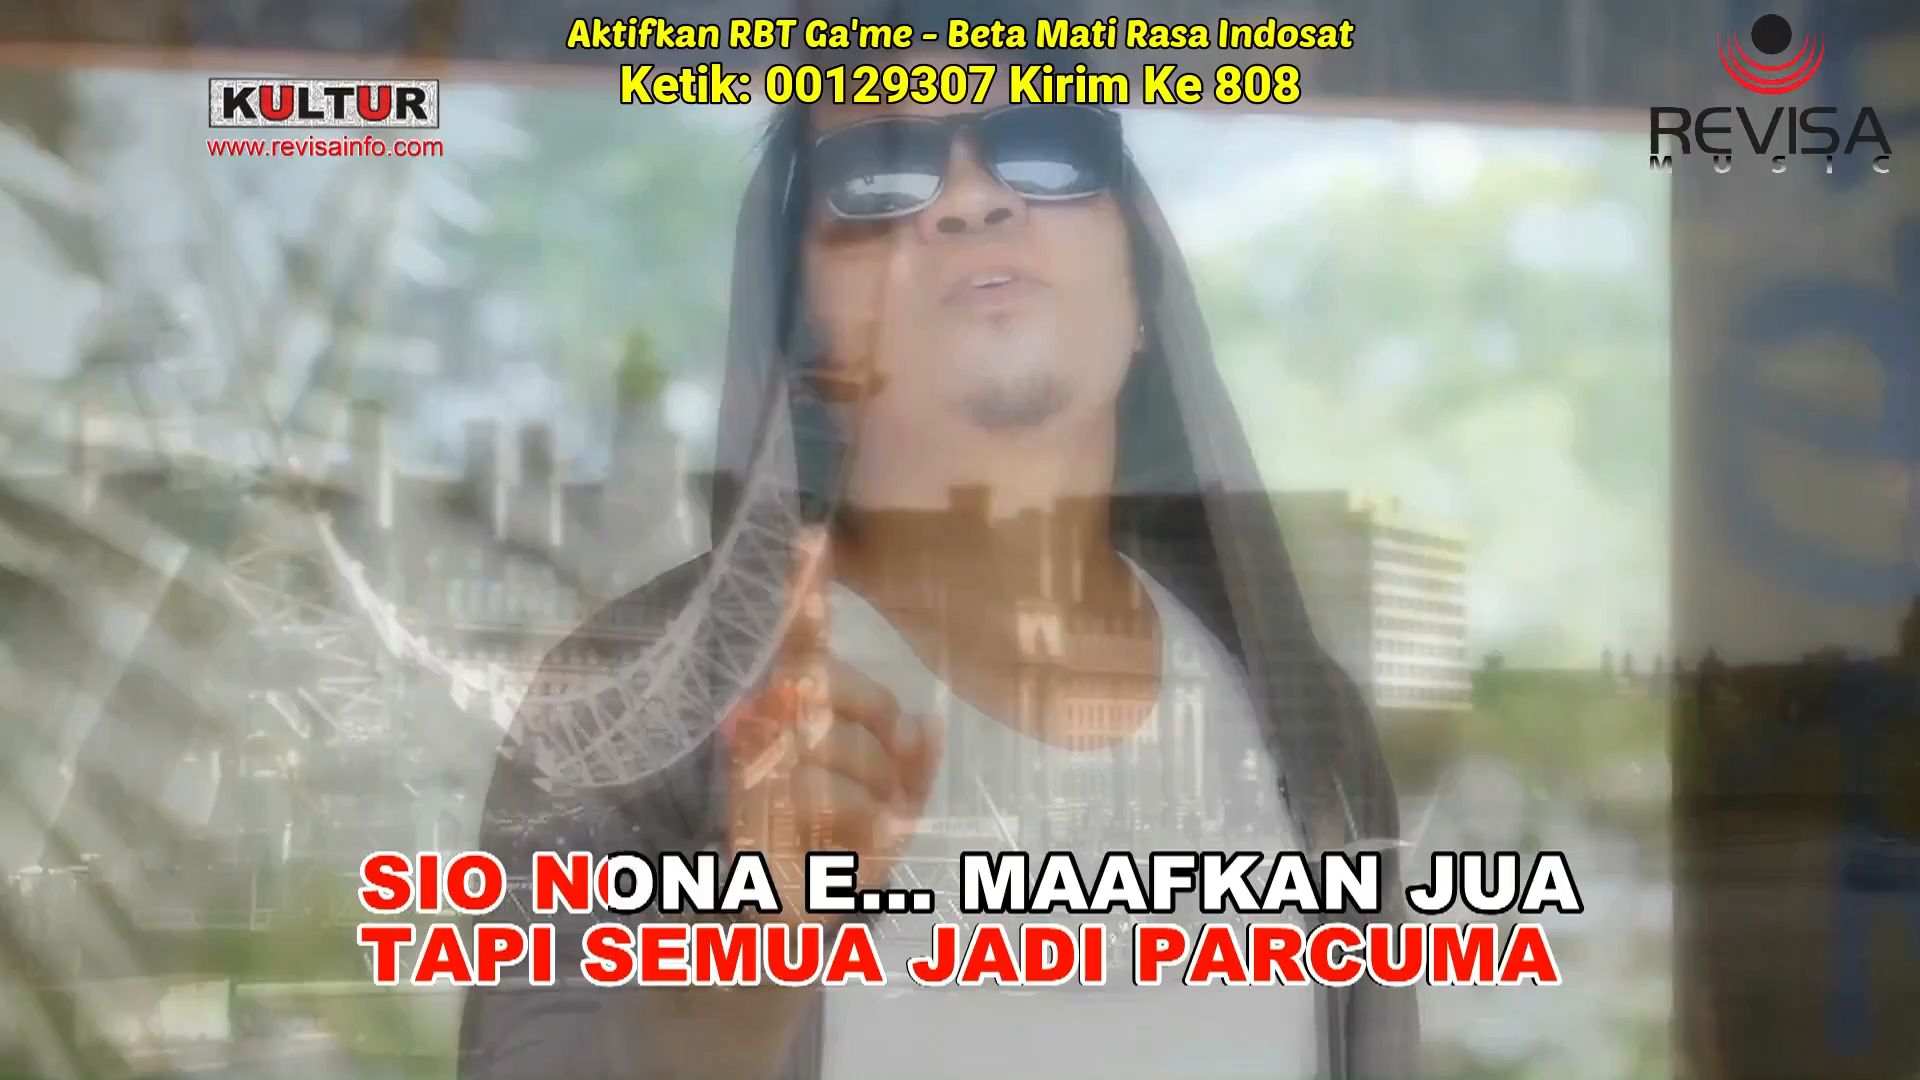 Aktifkan RBT Ga'me - Beta Mati Rasa Indosat
Ketik: 00129307 Kirim Ke 808
KULTUR
www.revisainfo.com
REVISA
MUSIC
SIO NONA E... MAAFKAN JUA
TAPI SEMUA JADI PARCUMA